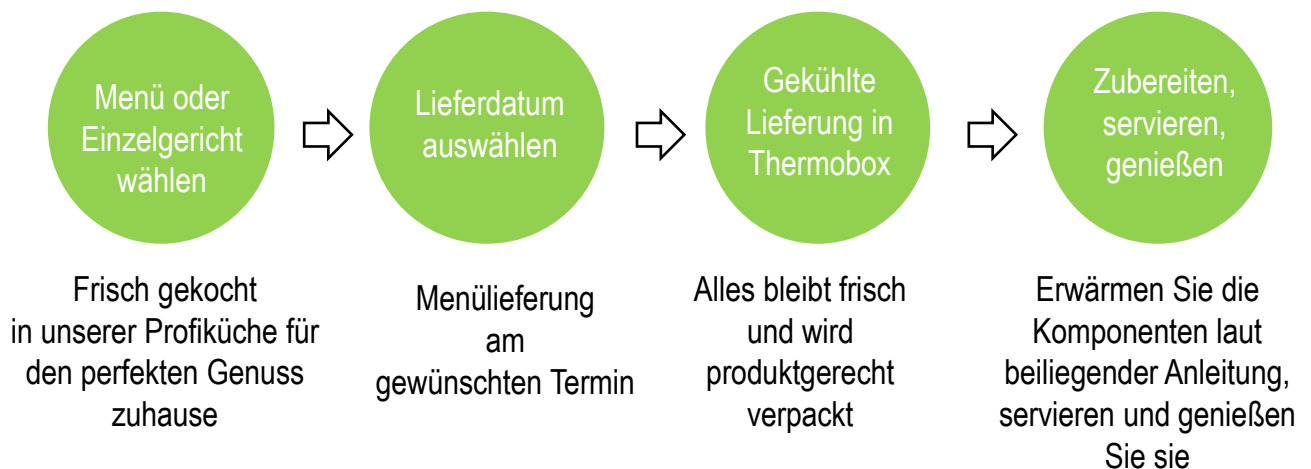 Menü oder
Einzelgericht
wählen
Lieferdatum
auswählen
Gekühlte
Lieferung in
Thermobox
Zubereiten,
servieren,
genießen
Frisch gekocht
in unserer Profiküche für
den perfekten Genuss
zuhause
Menülieferung
am
gewünschten Termin
Alles bleibt frisch
und wird
produktgerecht
verpackt
Erwärmen Sie die
Komponenten laut
beiliegender Anleitung,
servieren und genießen
Sie sie